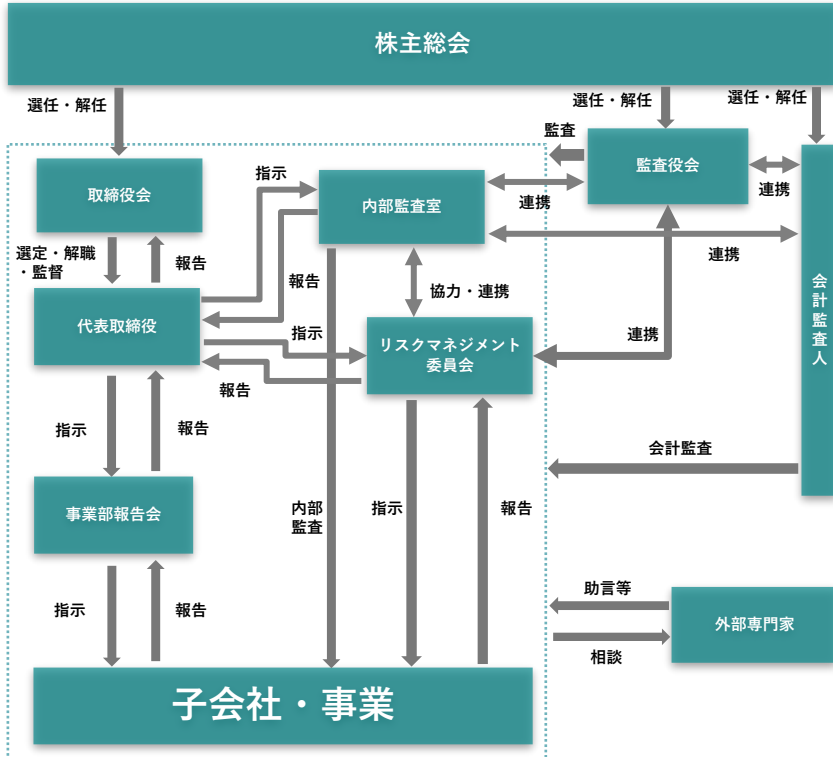 株主総会
選任・解任
選任・解任
選任・解任
監査
監査役会
連携
取締役会
指示
内部監査室
連携
連携
選定・解職
・監督
報告
報告
協力・連携
会計監査人
代表取締役
指示
リスクマネジメント
委員会
連携
報告
指示
報告
会計監査
事業部報告会
内部
監査
指示
報告
指示
報告
助言等
外部専門家
相談
子会社・事業